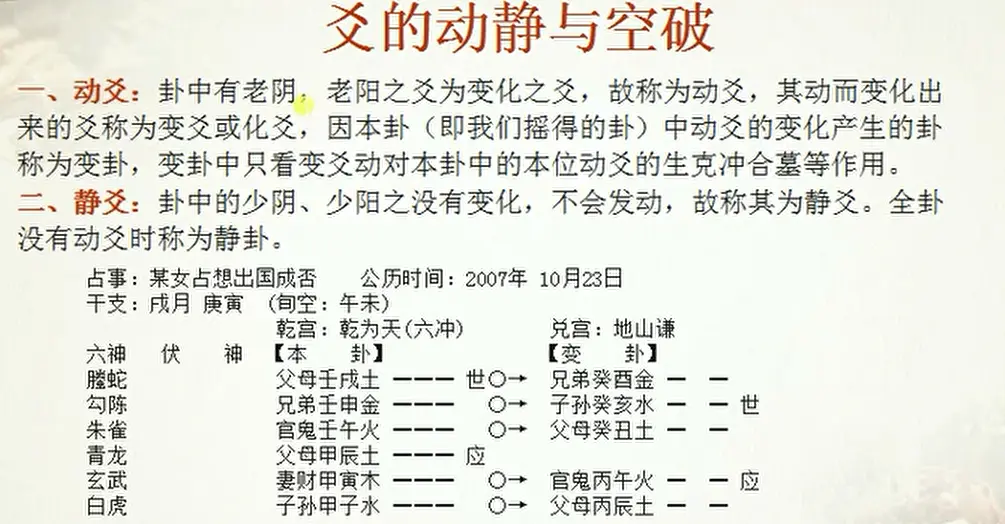 爻的动静与空破
一、动爻：卦中有老阴，老阳之爻为变化之爻，故称为动爻，其动而变化出
来的爻称为变爻或化爻，因本卦（即我们摇得的卦）中动爻的变化产生的卦
称为变卦，变卦中只看变爻动对本卦中的本位动爻的生克冲合墓等作用。
二、静爻：卦中的少阴、少阳之没有变化，不会发动，故称其为静爻。全卦
没有动爻时称为静卦。
占事：某女占想出国成否 公历时间：2007年 10月23日
干支：戌月 庚寅 (旬空：午未)
乾宫：乾为天(六冲) 兑宫：地山谦
六神 伏 神 【本 卦】 【变 卦】
螣蛇 父母壬戌土 ━━━ 世○→ 兄弟癸酉金 ━ ━
勾陈 兄弟壬申金 ━━━ ○→ 子孙癸亥水 ━ ━ 世
朱雀 官鬼壬午火 ━━━ ○→ 父母癸丑土 ━ ━
青龙 父母甲辰土 ━━━ 应
玄武 妻财甲寅木 ━━━ ○→ 官鬼丙午火 ━ ━ 应
白虎 子孙甲子水 ━━━ ○→ 父母丙辰土 ━ ━